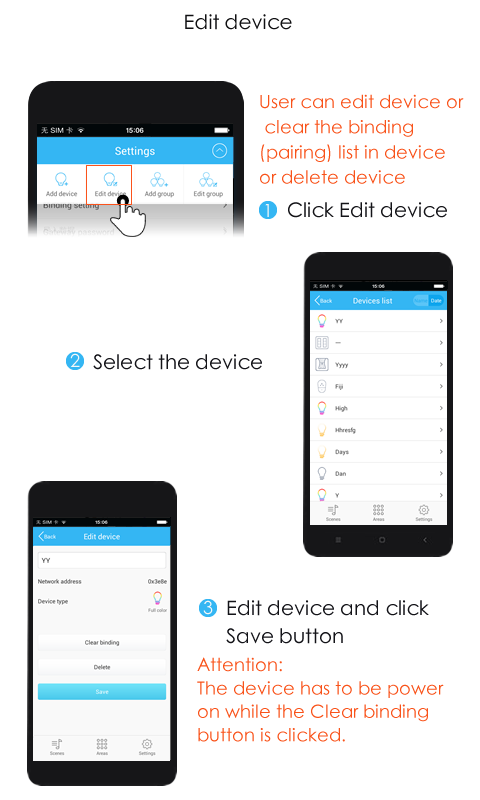 Edit device
User can edit device or
clear the binding
(pairing) list in device
or delete device
1 Click Edit device
无 SIM 卡 15:06
Settings
Add device Edit device Add group Edit group
Binding setting
2 Select the device
无 SIM 卡 15:06
Back Devices list Date
YY
--
Yyyy
Fiji
High
Hhresfg
Days
Dan
Y
Scenes Areas Settings
无 SIM 卡 15:06
Back Edit device
YY
Network address 0x3e8e
Device type
Full color
Clear binding
Delete
Save
Scenes Areas Settings
3 Edit device and click
Save button
Attention:
The device has to be power
on while the Clear binding
button is clicked.